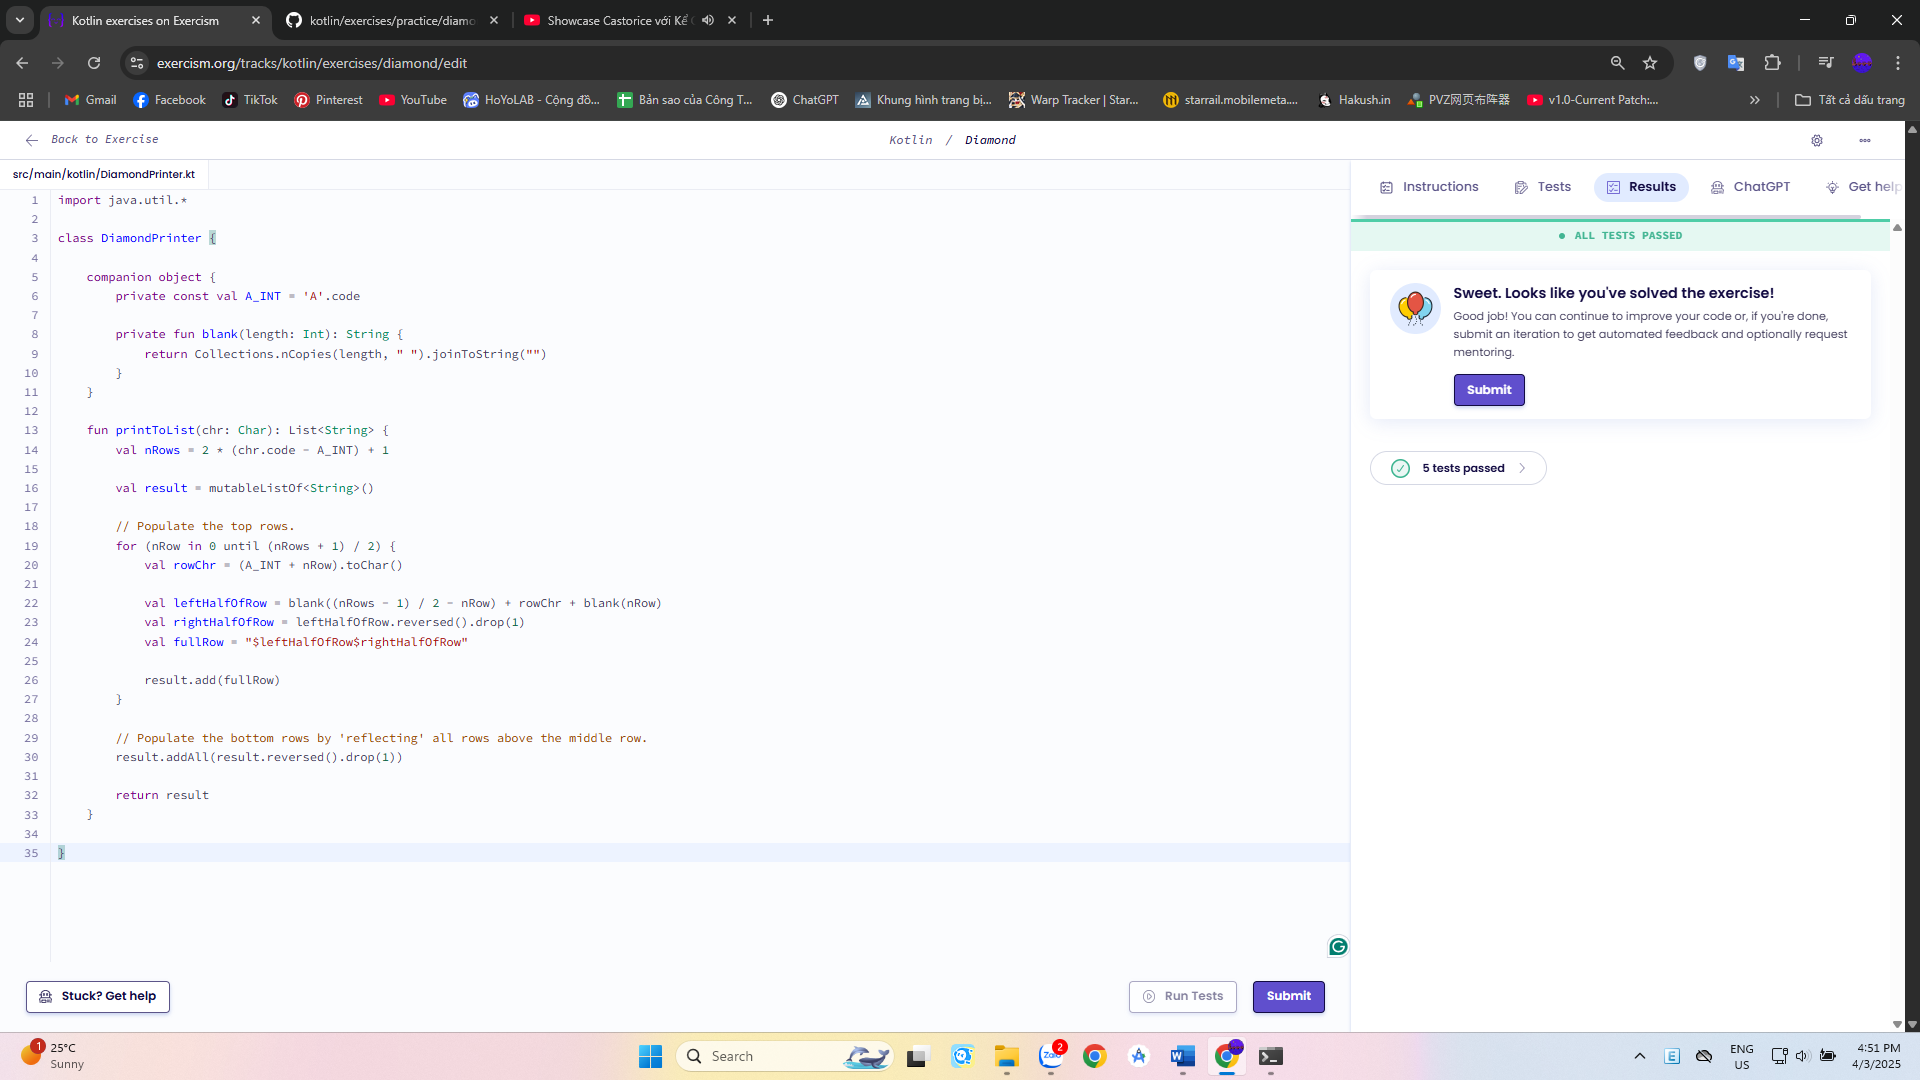 Kotlin exercises on Exercism
kotlin/exercises/practice/diamo
Showcase Castorice với Kể
exercism.org/tracks/kotlin/exercises/diamond/edit
Gmail
Facebook
TikTok
Pinterest
YouTube
HoYoLAB - Cộng đồ...
Bản sao của Công T...
ChatGPT
Khung hình trang bị...
Warp Tracker | Star...
starrail.mobilemeta....
Hakush.in
PVZ网页布阵器
v1.0-Current Patch:...
Tất cả dấu trang
Back to Exercise
Kotlin / Diamond
src/main/kotlin/DiamondPrinter.kt
Instructions
Tests
Results
ChatGPT
Get help
1 import java.util.*
2
3 class DiamondPrinter {
4
5 companion object {
6 private const val A_INT = 'A'.code
7
8 private fun blank(length: Int): String {
9 return Collections.nCopies(length, " ").joinToString("")
10 }
11 }
12
13 fun printToList(chr: Char): List<String> {
14 val nRows = 2 * (chr.code - A_INT) + 1
15
16 val result = mutableListOf<String>()
17
18 // Populate the top rows.
19 for (nRow in 0 until (nRows + 1) / 2) {
20 val rowChr = (A_INT + nRow).toChar()
21
22 val leftHalfOfRow = blank((nRows - 1) / 2 - nRow) + rowChr + blank(nRow)
23 val rightHalfOfRow = leftHalfOfRow.reversed().drop(1)
24 val fullRow = "$leftHalfOfRow$rightHalfOfRow"
25
26 result.add(fullRow)
27 }
28
29 // Populate the bottom rows by 'reflecting' all rows above the middle row.
30 result.addAll(result.reversed().drop(1))
31
32 return result
33 }
34
35 }
ALL TESTS PASSED
Sweet. Looks like you've solved the exercise!
Good job! You can continue to improve your code or, if you're done,
submit an iteration to get automated feedback and optionally request
mentoring.
Submit
5 tests passed
Stuck? Get help
Run Tests
Submit
1
25°C
Sunny
Search
Zalo
2
ENG
US
4:51 PM
4/3/2025